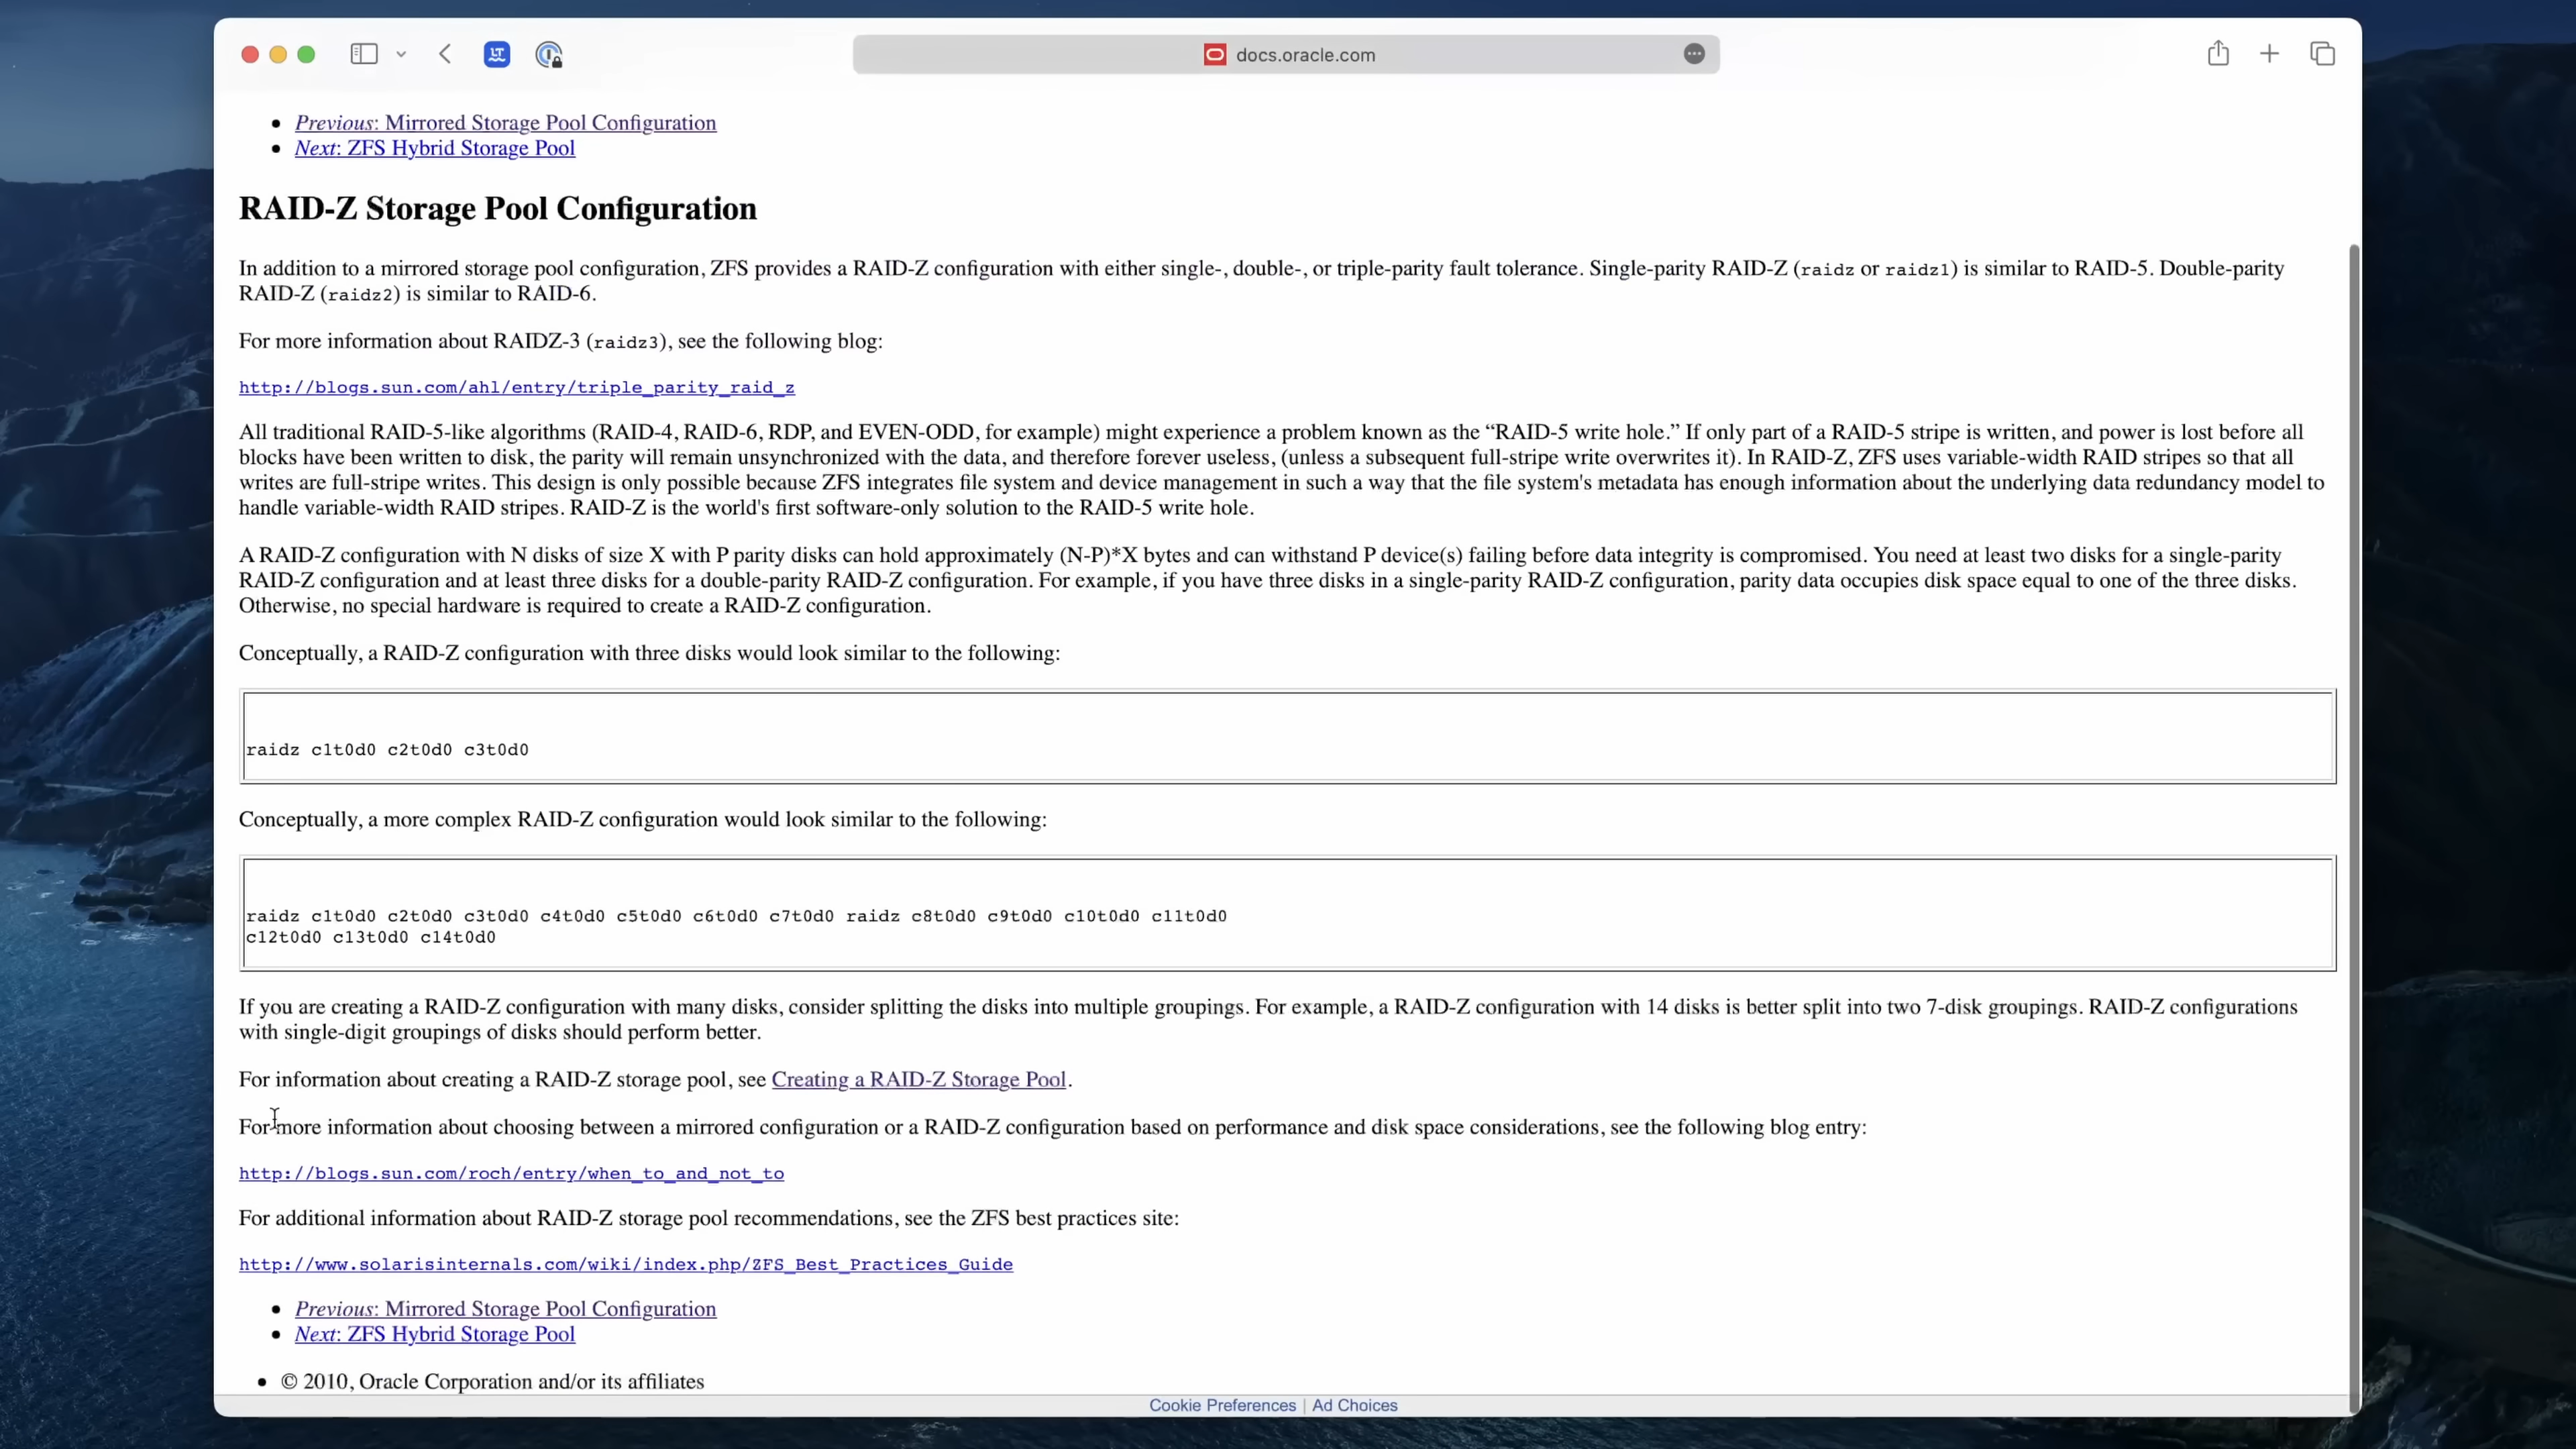 docs.oracle.com
Previous: Mirrored Storage Pool Configuration
Next: ZFS Hybrid Storage Pool
RAID-Z Storage Pool Configuration
In addition to a mirrored storage pool configuration, ZFS provides a RAID-Z configuration with either single-, double-, or triple-parity fault tolerance. Single-parity RAID-Z (raidz or raidz1) is similar to RAID-5. Double-parity
RAID-Z (raidz2) is similar to RAID-6.
For more information about RAIDZ-3 (raidz3), see the following blog:
http://blogs.sun.com/ahl/entry/triple_parity_raid_z
All traditional RAID-5-like algorithms (RAID-4, RAID-6, RDP, and EVEN-ODD, for example) might experience a problem known as the “RAID-5 write hole.” If only part of a RAID-5 stripe is written, and power is lost before all
blocks have been written to disk, the parity will remain unsynchronized with the data, and therefore forever useless, (unless a subsequent full-stripe write overwrites it). In RAID-Z, ZFS uses variable-width RAID stripes so that all
writes are full-stripe writes. This design is only possible because ZFS integrates file system and device management in such a way that the file system's metadata has enough information about the underlying data redundancy model to
handle variable-width RAID stripes. RAID-Z is the world's first software-only solution to the RAID-5 write hole.
A RAID-Z configuration with N disks of size X with P parity disks can hold approximately (N-P)*X bytes and can withstand P device(s) failing before data integrity is compromised. You need at least two disks for a single-parity
RAID-Z configuration and at least three disks for a double-parity RAID-Z configuration. For example, if you have three disks in a single-parity RAID-Z configuration, parity data occupies disk space equal to one of the three disks.
Otherwise, no special hardware is required to create a RAID-Z configuration.
Conceptually, a RAID-Z configuration with three disks would look similar to the following:
raidz c1t0d0 c2t0d0 c3t0d0
Conceptually, a more complex RAID-Z configuration would look similar to the following:
raidz c1t0d0 c2t0d0 c3t0d0 c4t0d0 c5t0d0 c6t0d0 c7t0d0 raidz c8t0d0 c9t0d0 c10t0d0 c11t0d0
c12t0d0 c13t0d0 c14t0d0
If you are creating a RAID-Z configuration with many disks, consider splitting the disks into multiple groupings. For example, a RAID-Z configuration with 14 disks is better split into two 7-disk groupings. RAID-Z configurations
with single-digit groupings of disks should perform better.
For information about creating a RAID-Z storage pool, see Creating a RAID-Z Storage Pool.
For more information about choosing between a mirrored configuration or a RAID-Z configuration based on performance and disk space considerations, see the following blog entry:
http://blogs.sun.com/roch/entry/when_to_and_not_to
For additional information about RAID-Z storage pool recommendations, see the ZFS best practices site:
http://www.solarisinternals.com/wiki/index.php/ZFS_Best_Practices_Guide
Previous: Mirrored Storage Pool Configuration
Next: ZFS Hybrid Storage Pool
© 2010, Oracle Corporation and/or its affiliates
Cookie Preferences | Ad Choices